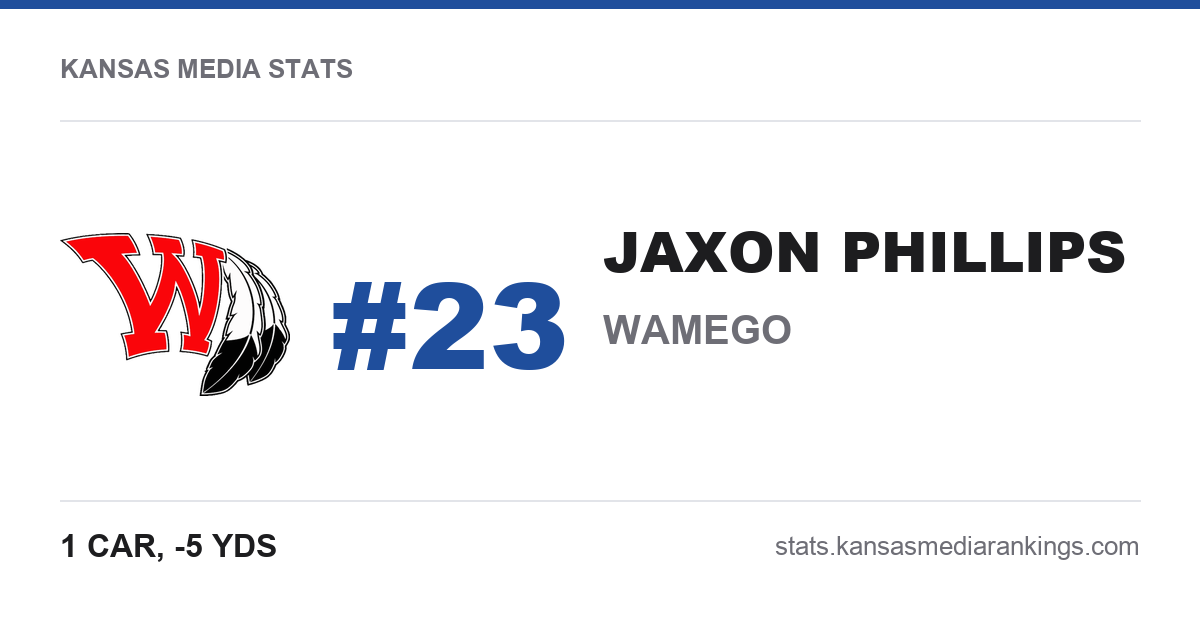 KANSAS MEDIA STATS
W
#23
JAXON PHILLIPS
WAMEGO
1 CAR, -5 YDS
stats.kansasmediarankings.com